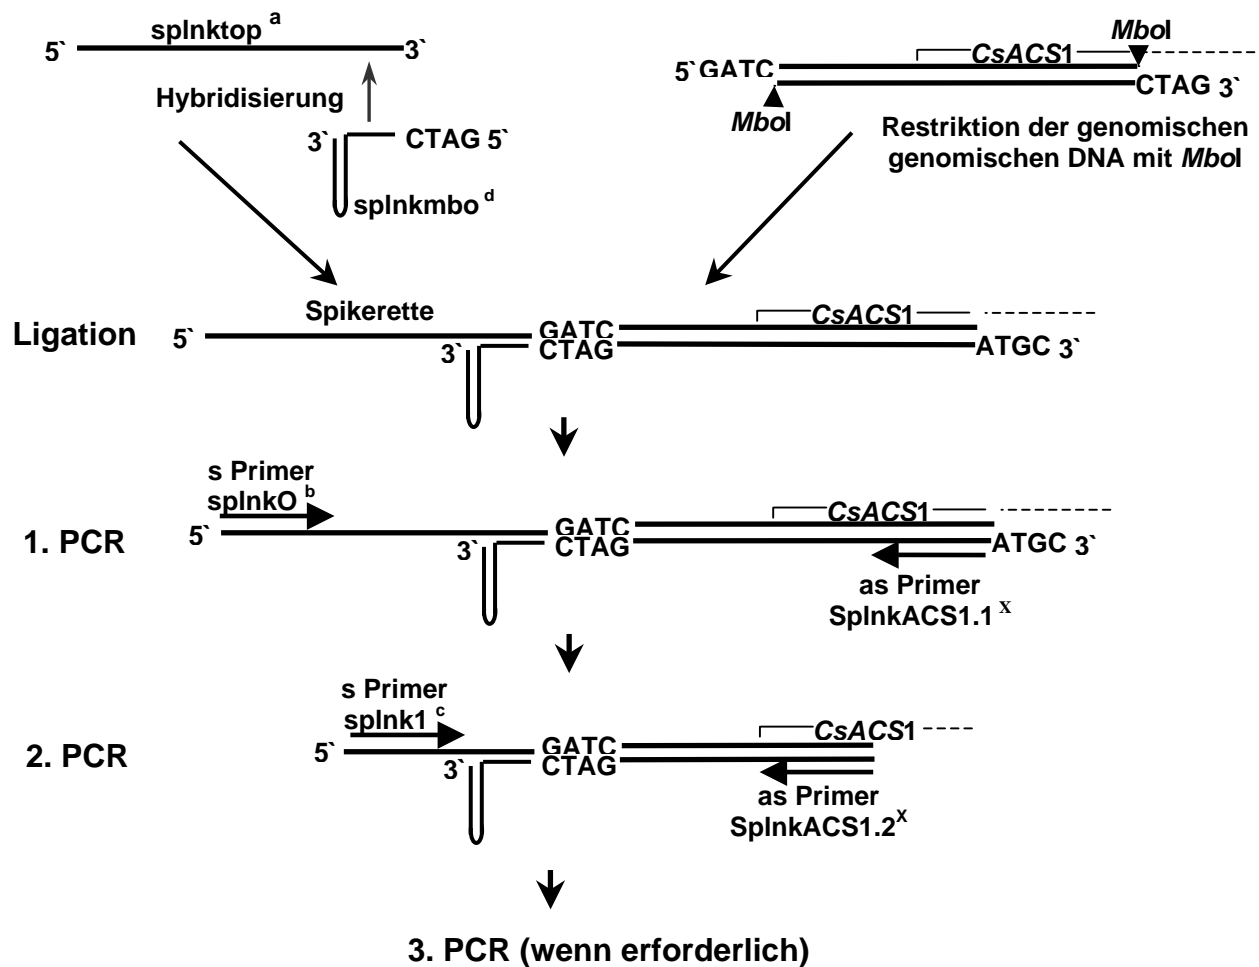 splnktop a
5` 3`
Hybridisierung
3` CTAG 5`
splnkmbo d
MboI
CsACS1
5` GATC
CTAG 3`
MboI
Restriktion der genomischen
genomischen DNA mit MboI
Spikerette
CsACS1
Ligation 5` GATC
3` CTAG ATGC 3`
s Primer
splnkO b
CsACS1
1. PCR 5` GATC
3` CTAG ATGC 3`
as Primer
SplnkACS1.1 X
s Primer
splnk1 c
CsACS1
2. PCR 5` GATC
3` CTAG
as Primer
SplnkACS1.2 X
3. PCR (wenn erforderlich)